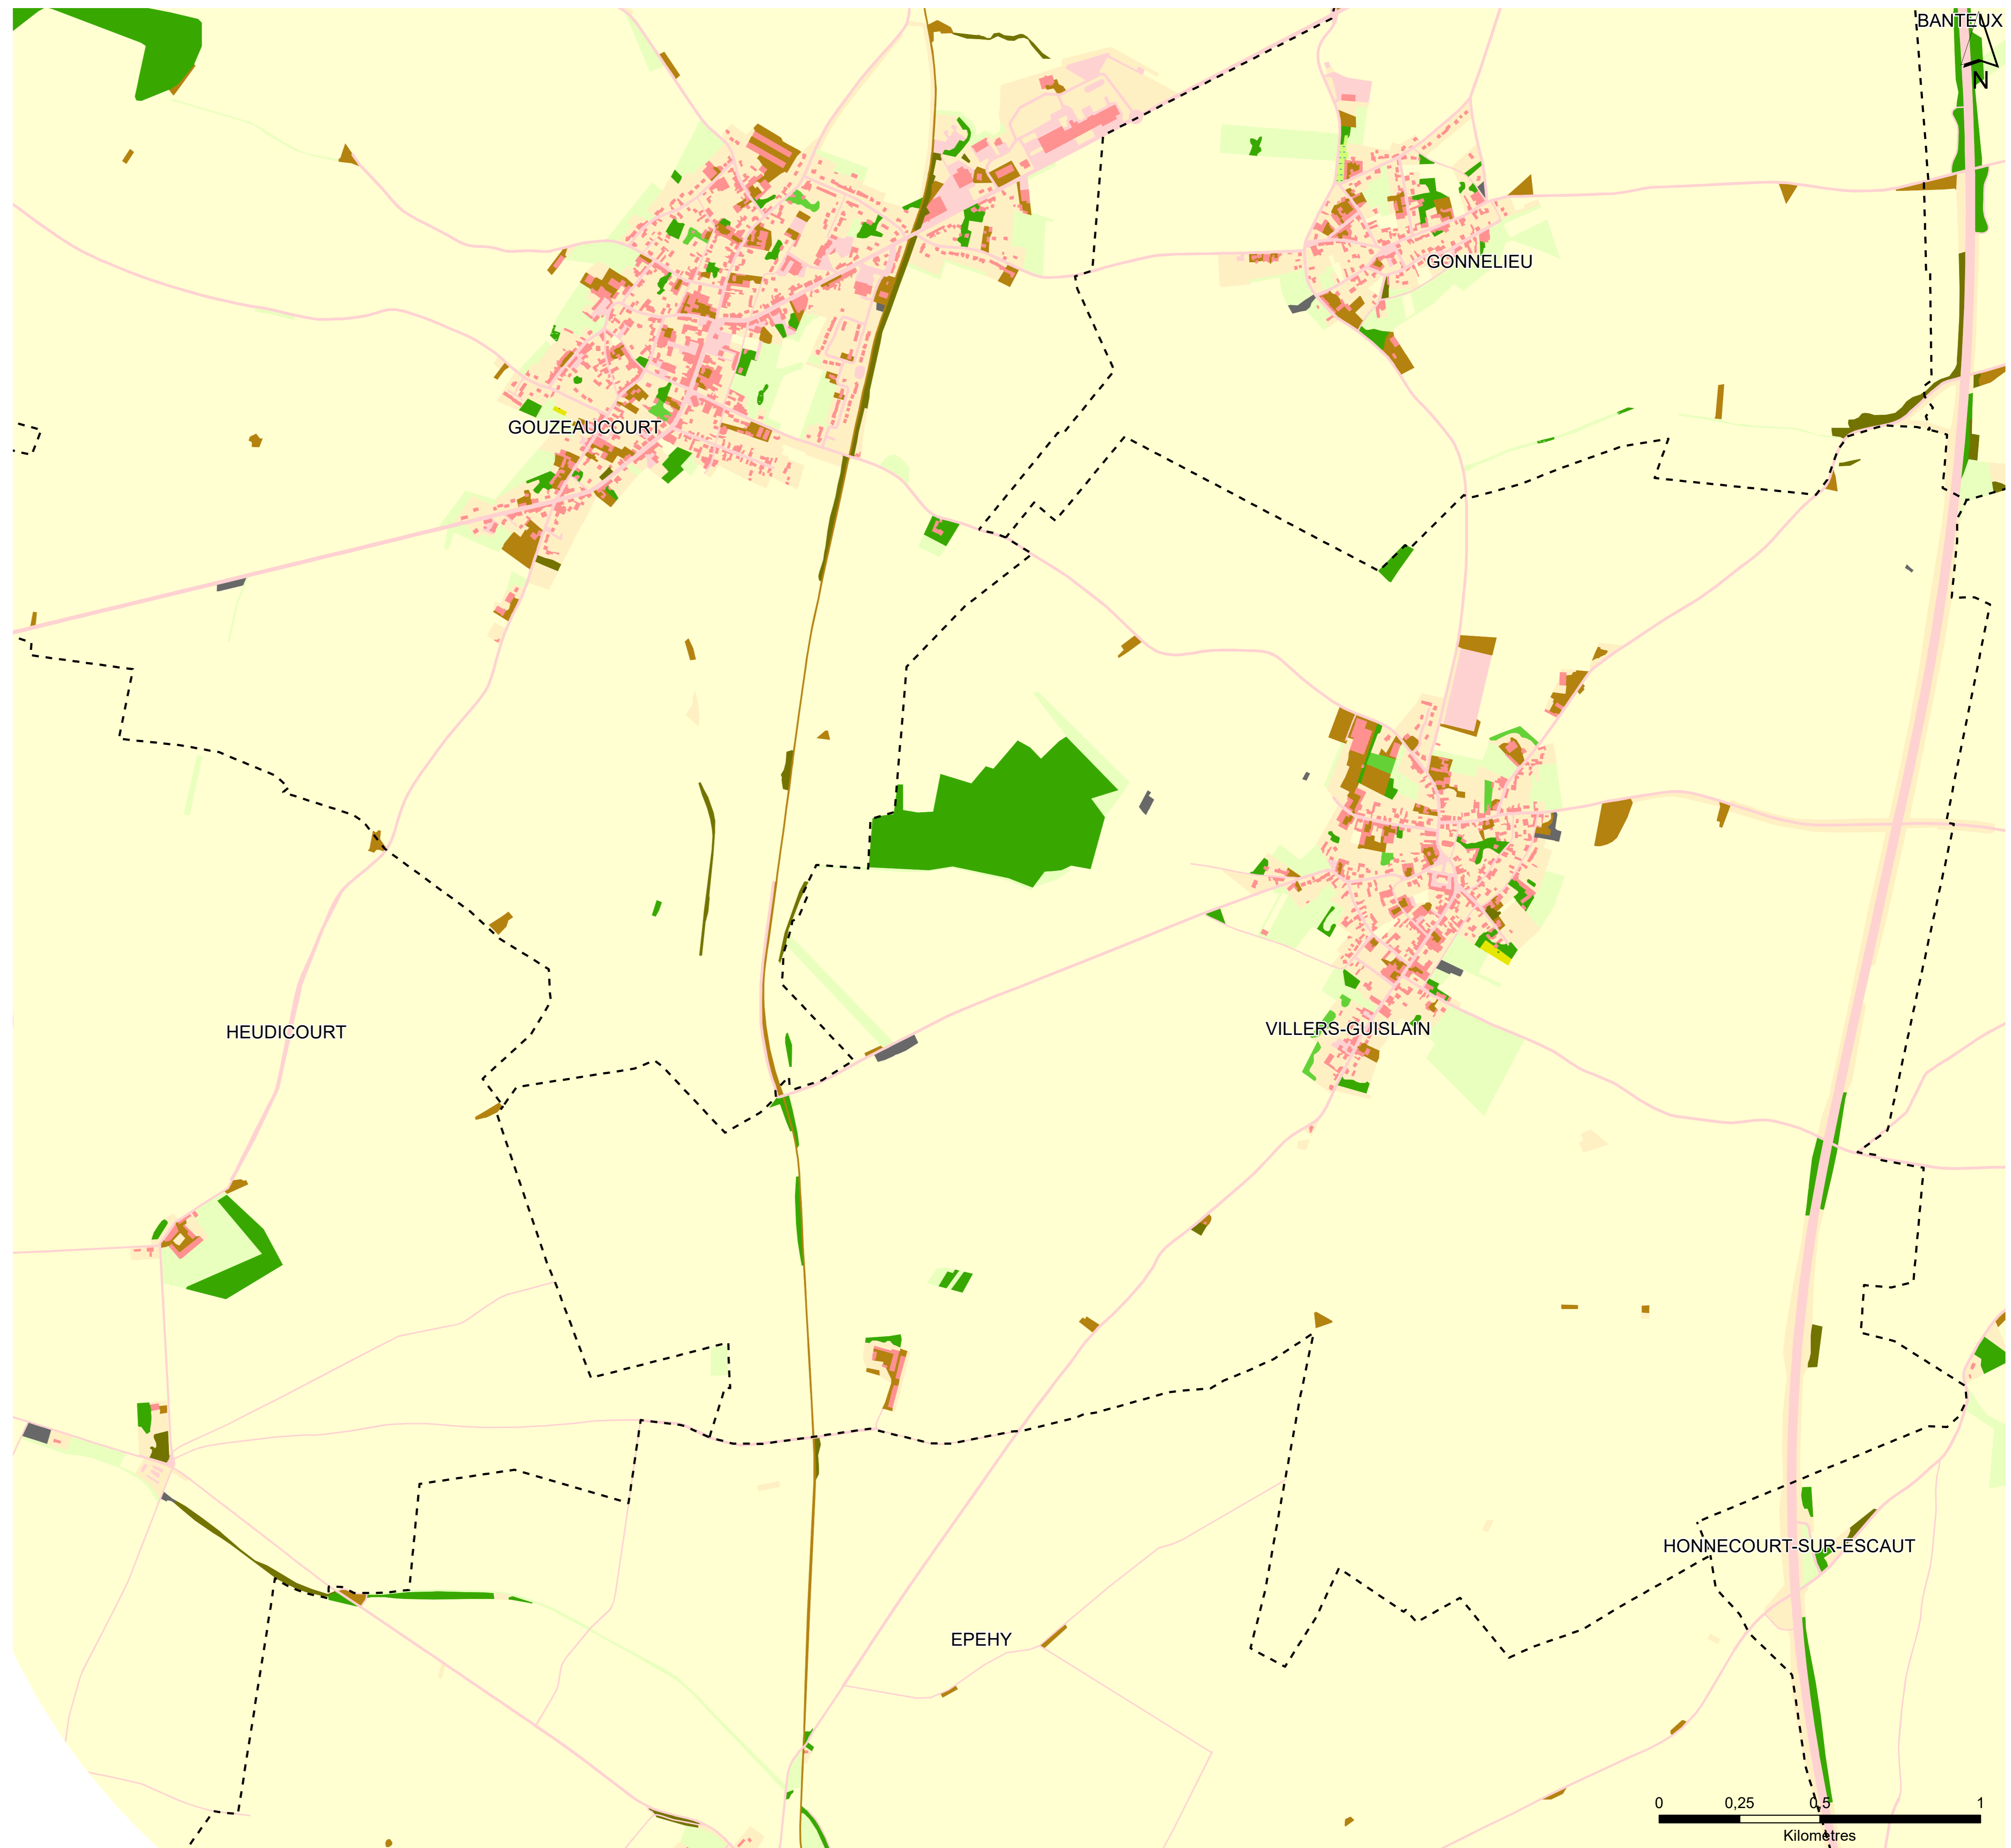 BANTEUX
N
GONNELIEU
GOUZEAUCOURT
VILLERS-GUISLAIN
HEUDICOURT
HONNECOURT-SUR-ESCAUT
EPEHY
0 0,25 0,5 1
Kilomètres